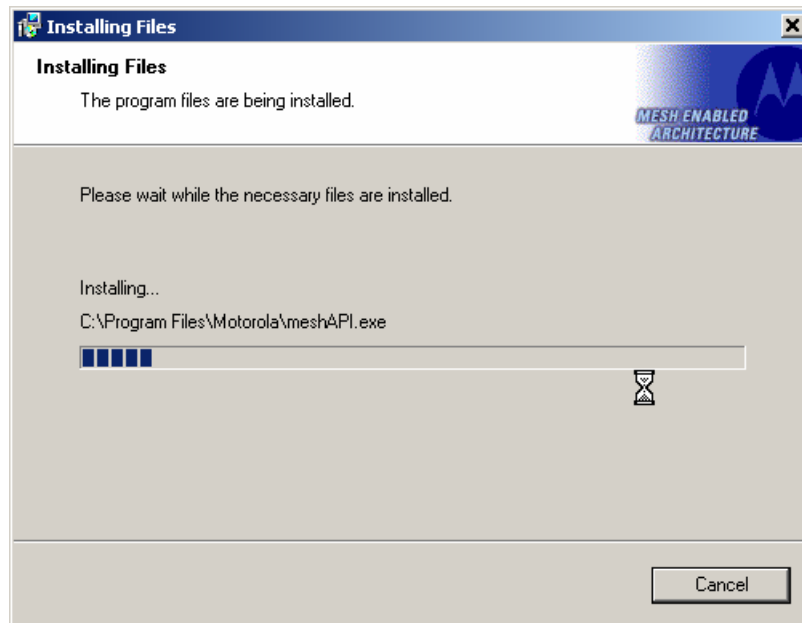 Installing Files
Installing Files
The program files are being installed.
MESH ENABLED
ARCHITECTURE
Please wait while the necessary files are installed.
Installing...
C:\Program Files\Motorola\meshAPI.exe
Cancel